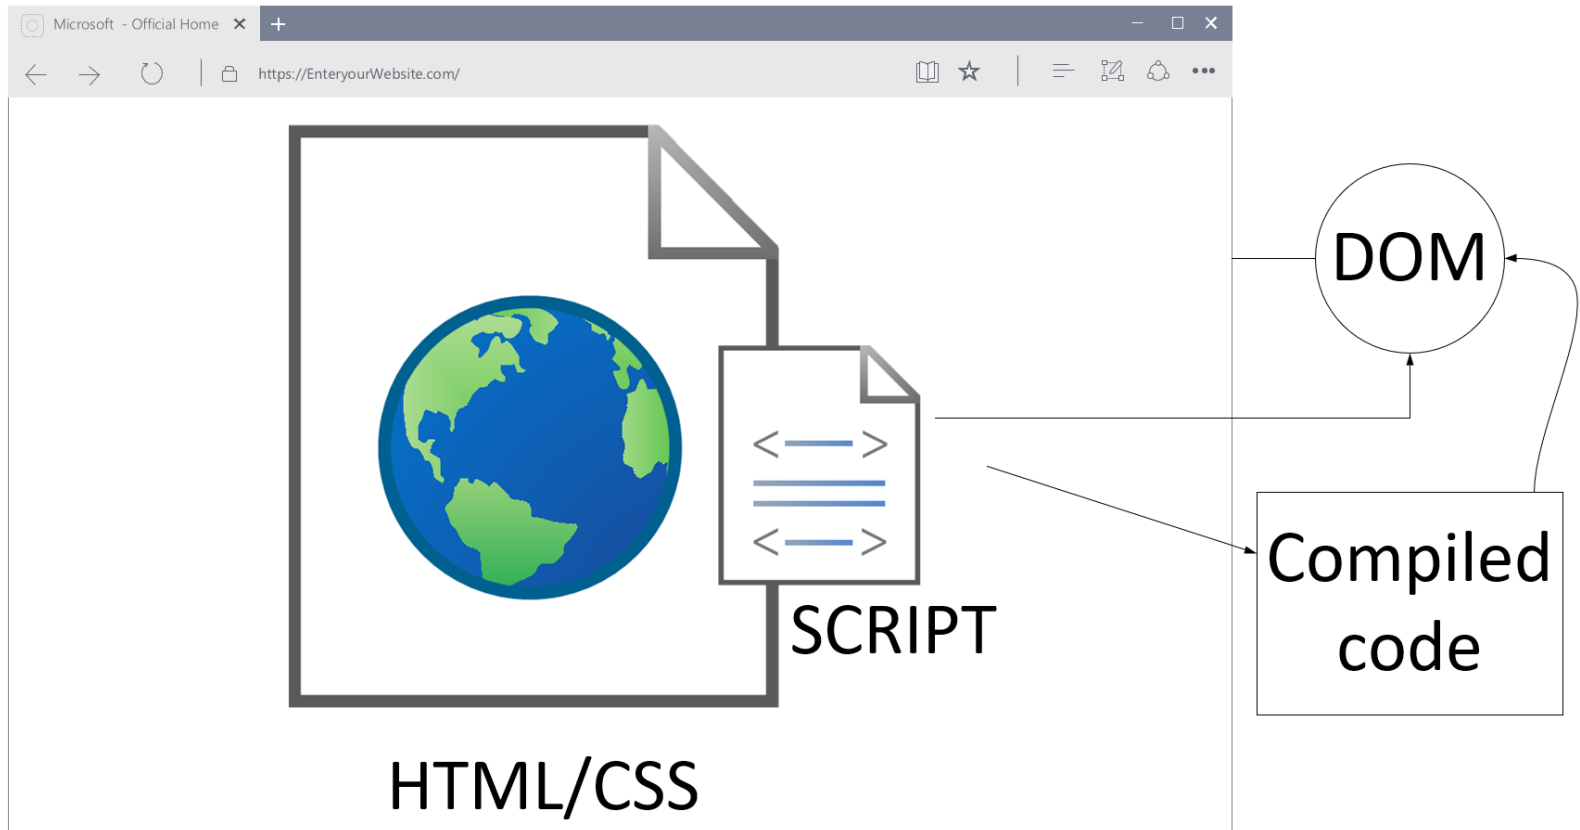 Microsoft - Official Home
https://EnteryourWebsite.com/
DOM
SCRIPT
Compiled
code
HTML/CSS